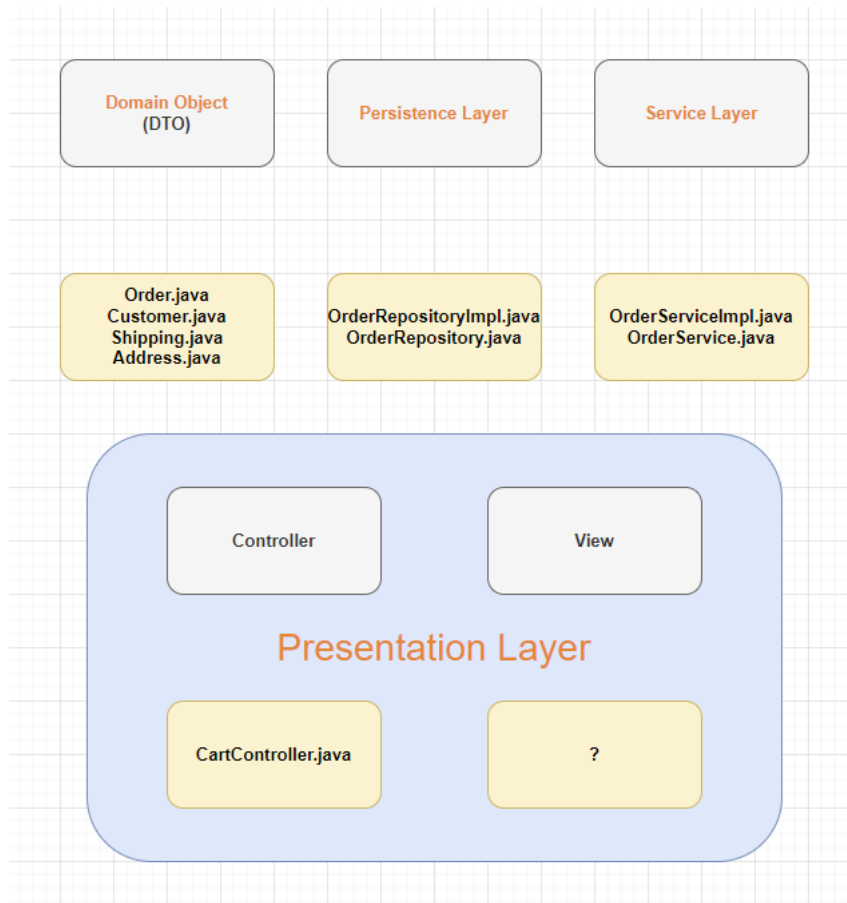 Domain Object
(DTO)
Persistence Layer
Service Layer
Order.java
Customer.java
Shipping.java
Address.java
OrderRepositoryImpl.java
OrderRepository.java
OrderServiceImpl.java
OrderService.java
Controller
View
Presentation Layer
CartController.java
?